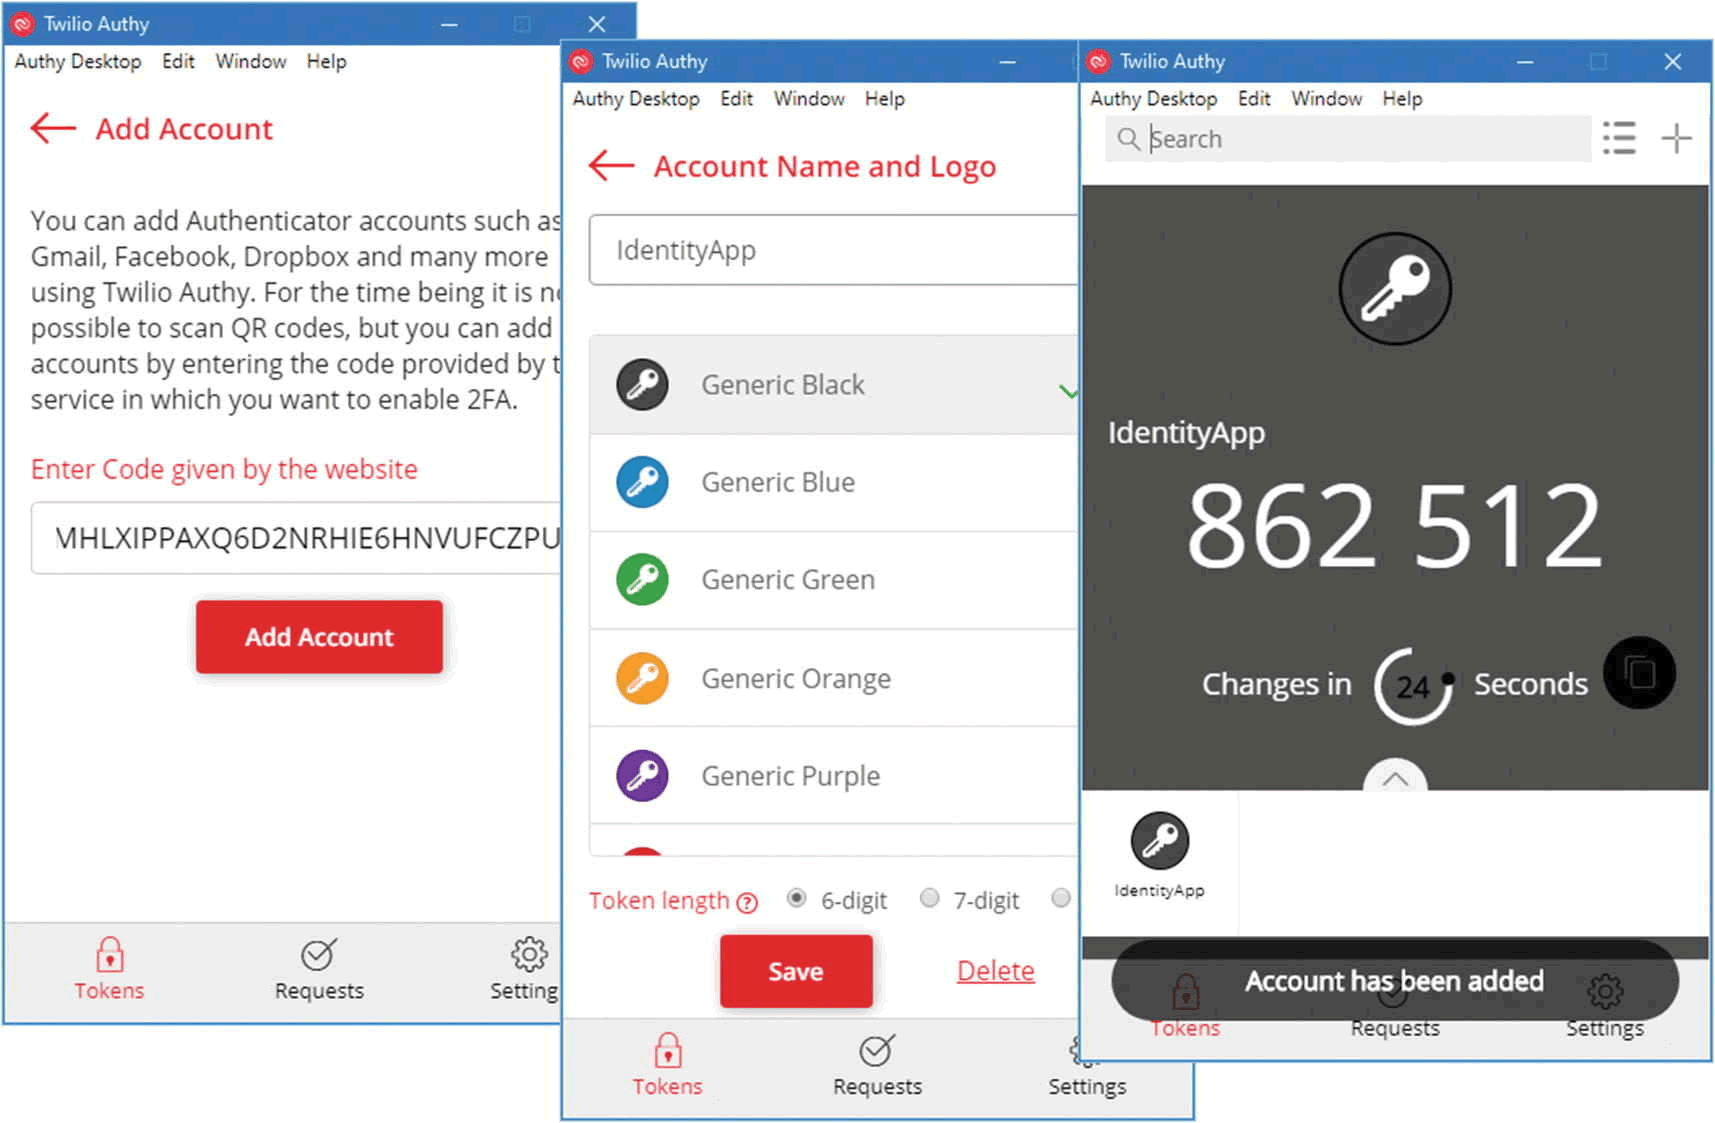 Twilio Authy
Authy Desktop Edit Window Help
Add Account
You can add Authenticator accounts such as
Gmail, Facebook, Dropbox and many more
using Twilio Authy. For the time being it is
possible to scan QR codes, but you can add
accounts by entering the code provided by
service in which you want to enable 2FA.
Enter Code given by the website
MHLXIPPAXQ6D2NRHIE6HNVUFCZPU
Add Account
Tokens Requests Setting
Twilio Authy
Authy Desktop Edit Window Help
Account Name and Logo
IdentityApp
Generic Black
Generic Blue
Generic Green
Generic Orange
Generic Purple
Token length ? 6-digit 7-digit
Save Delete
Tokens Requests Settings
Twilio Authy
Authy Desktop Edit Window Help
Search
IdentityApp
862 512
Changes in 24 Seconds
IdentityApp
Account has been added
Tokens Requests Settings